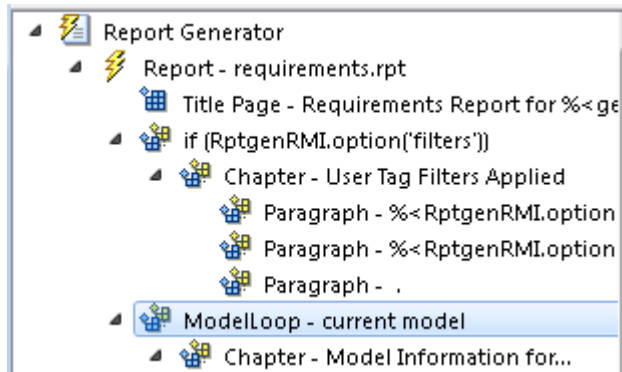 Report Generator
Report - requirements.rpt
Title Page - Requirements Report for %<ge
if (RptgenRMI.option('filters'))
Chapter - User Tag Filters Applied
Paragraph - %<RptgenRMI.option
Paragraph - %<RptgenRMI.option
Paragraph - .
ModelLoop - current model
Chapter - Model Information for...